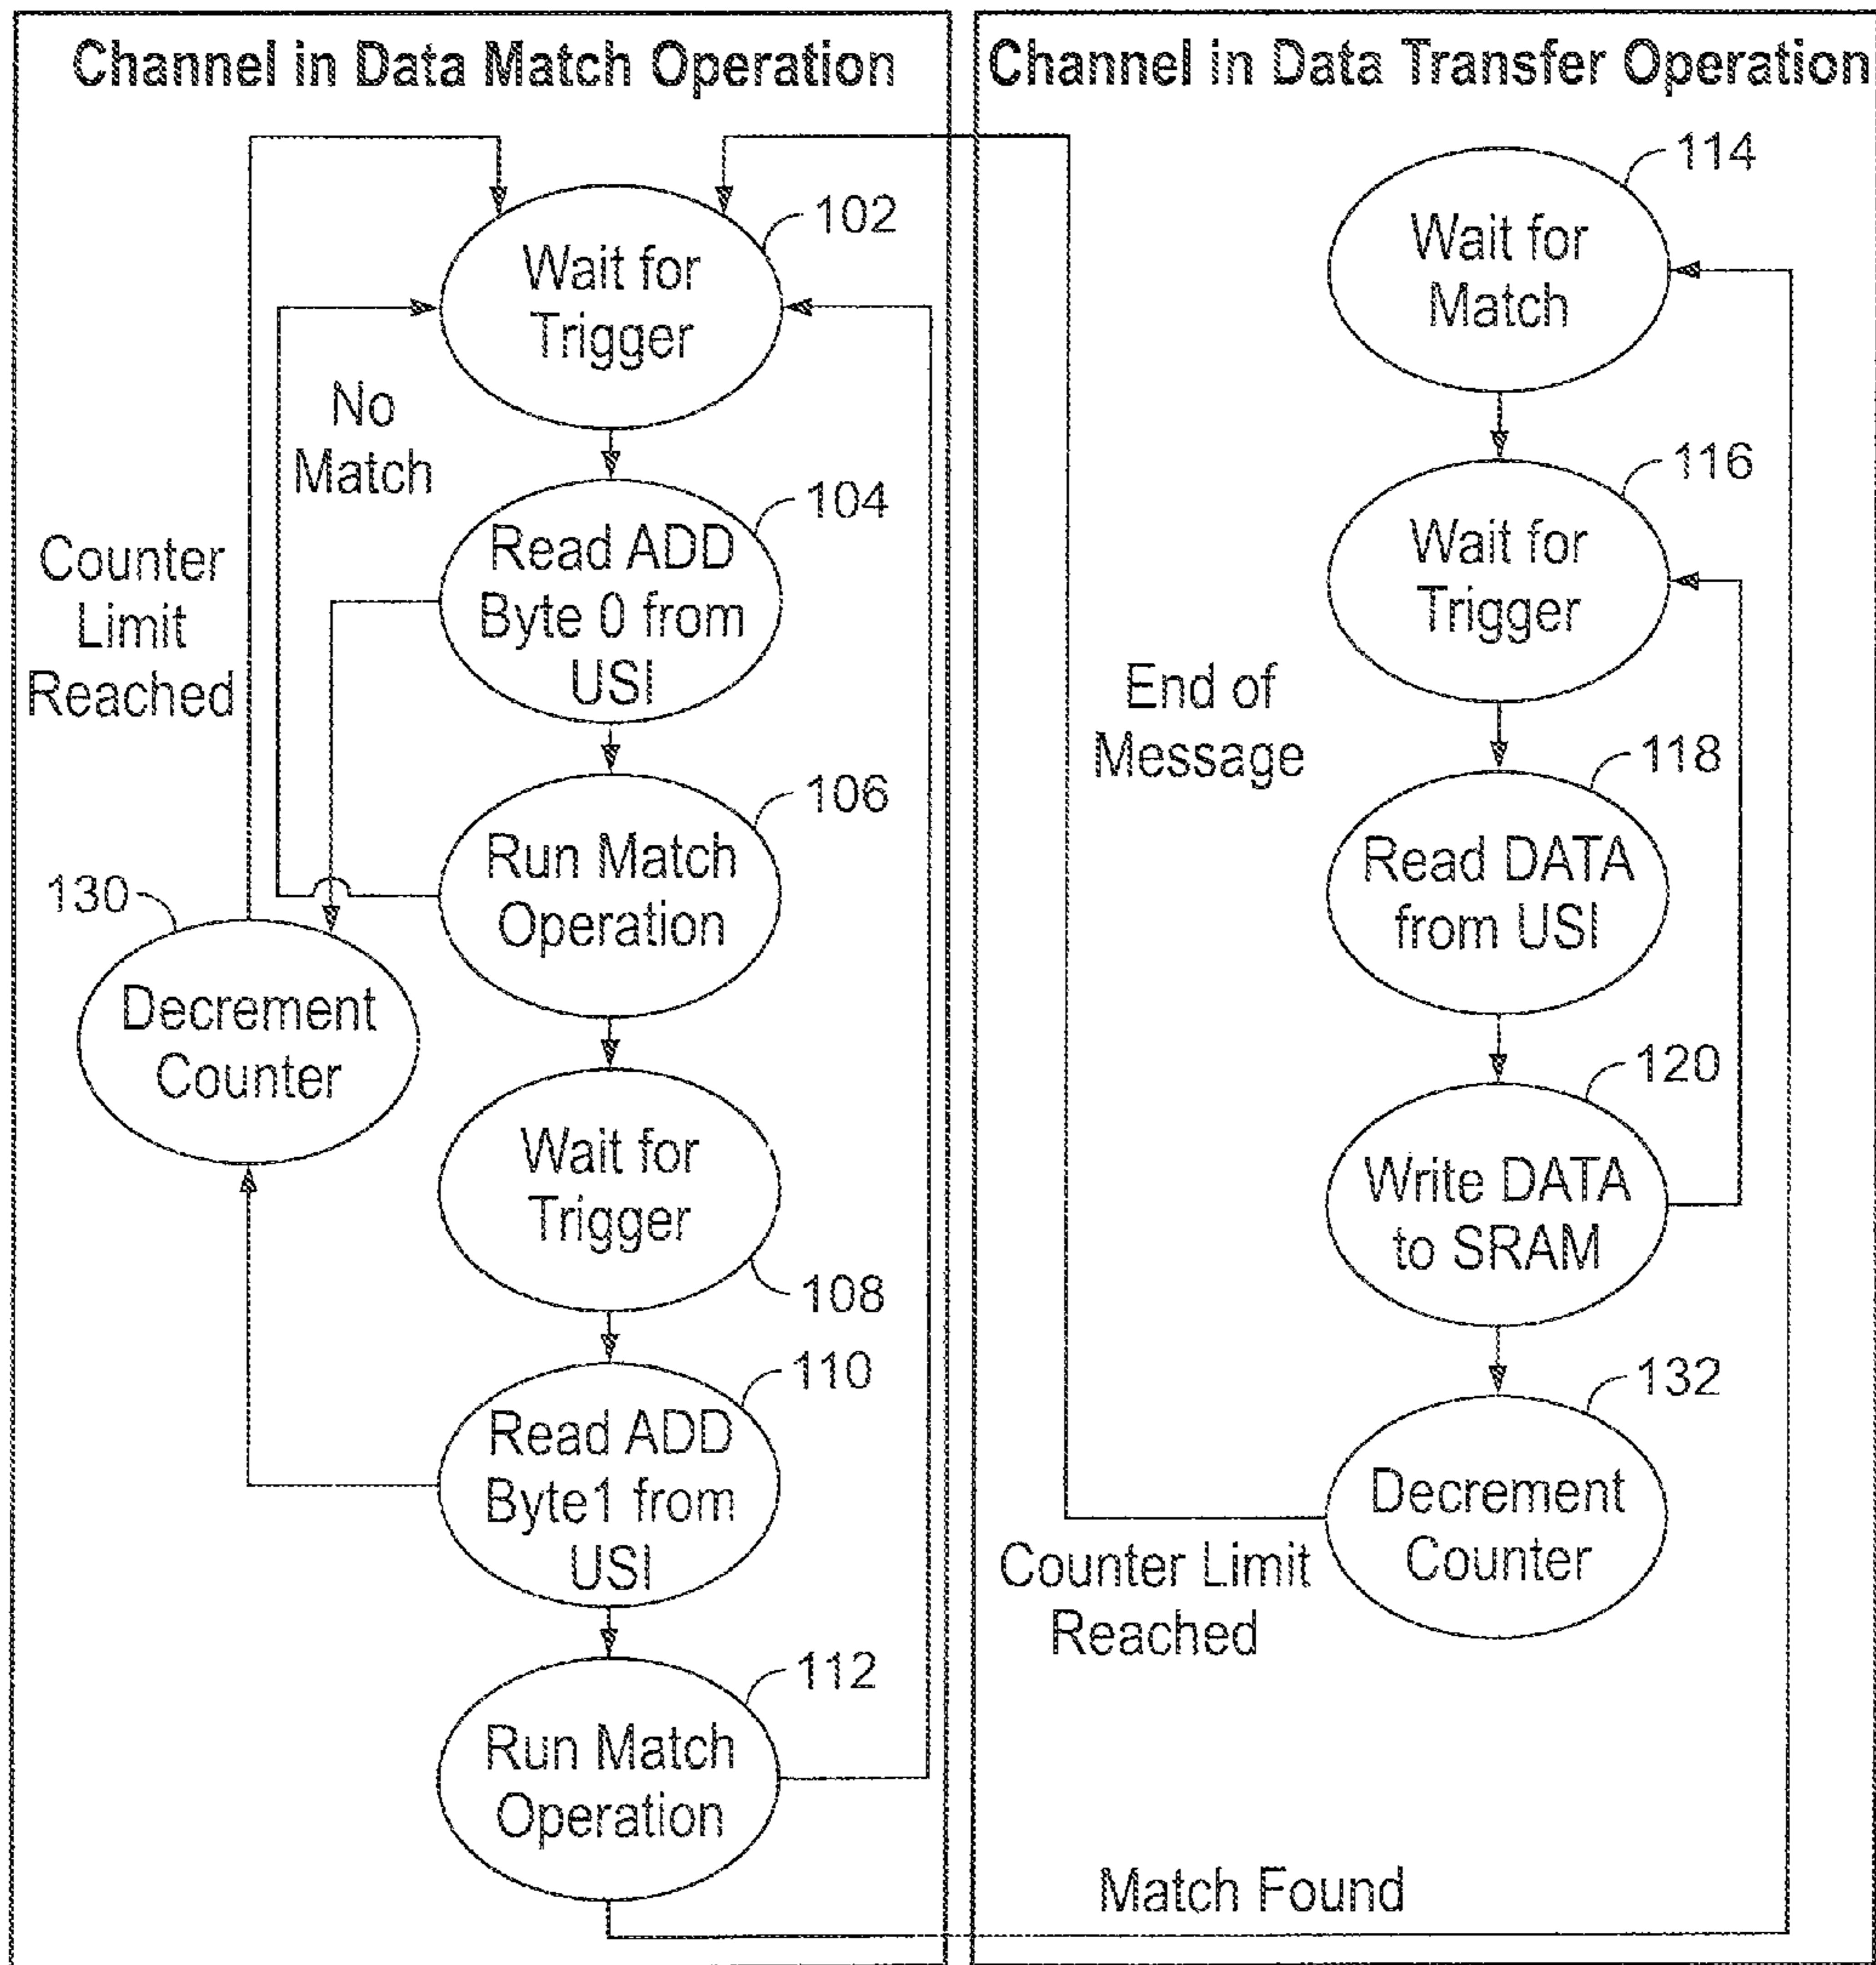 Channel in Data Match Operation
102
Wait for
Trigger
No
Match
104
Read ADD
Byte 0 from
USI
Counter
Limit
Reached
106
Run Match
Operation
130
Decrement
Counter
Wait for
Trigger
108
110
Read ADD
Byte1 from
USI
112
Run Match
Operation
Channel in Data Transfer Operation
114
Wait for
Match
116
Wait for
Trigger
End of
Message
118
Read DATA
from USI
120
Write DATA
to SRAM
132
Decrement
Counter
Counter Limit
Reached
Match Found